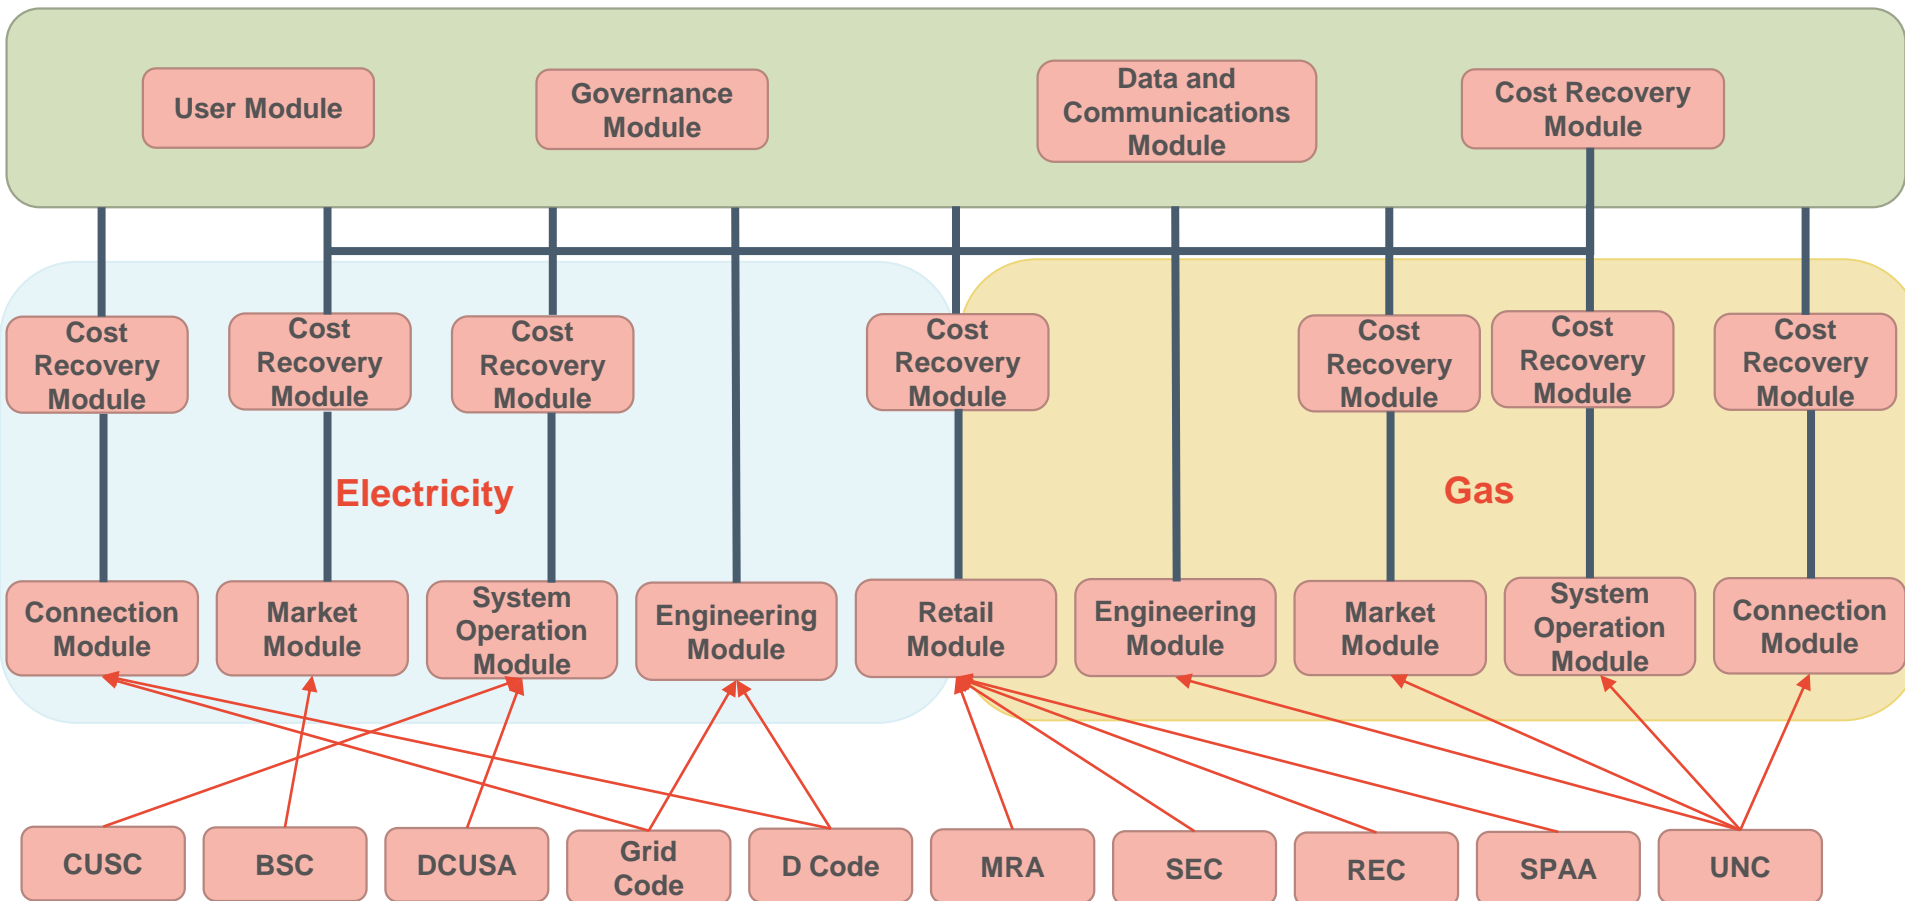 User Module
Governance
Module
Data and
Communications
Module
Cost Recovery
Module
Cost
Recovery
Module
Cost
Recovery
Module
Cost
Recovery
Module
Cost
Recovery
Module
Cost
Recovery
Module
Cost
Recovery
Module
Cost
Recovery
Module
Electricity
Gas
Connection
Module
Market
Module
System
Operation
Module
Engineering
Module
Retail
Module
Engineering
Module
Market
Module
System
Operation
Module
Connection
Module
CUSC
BSC
DCUSA
Grid
Code
D Code
MRA
SEC
REC
SPAA
UNC